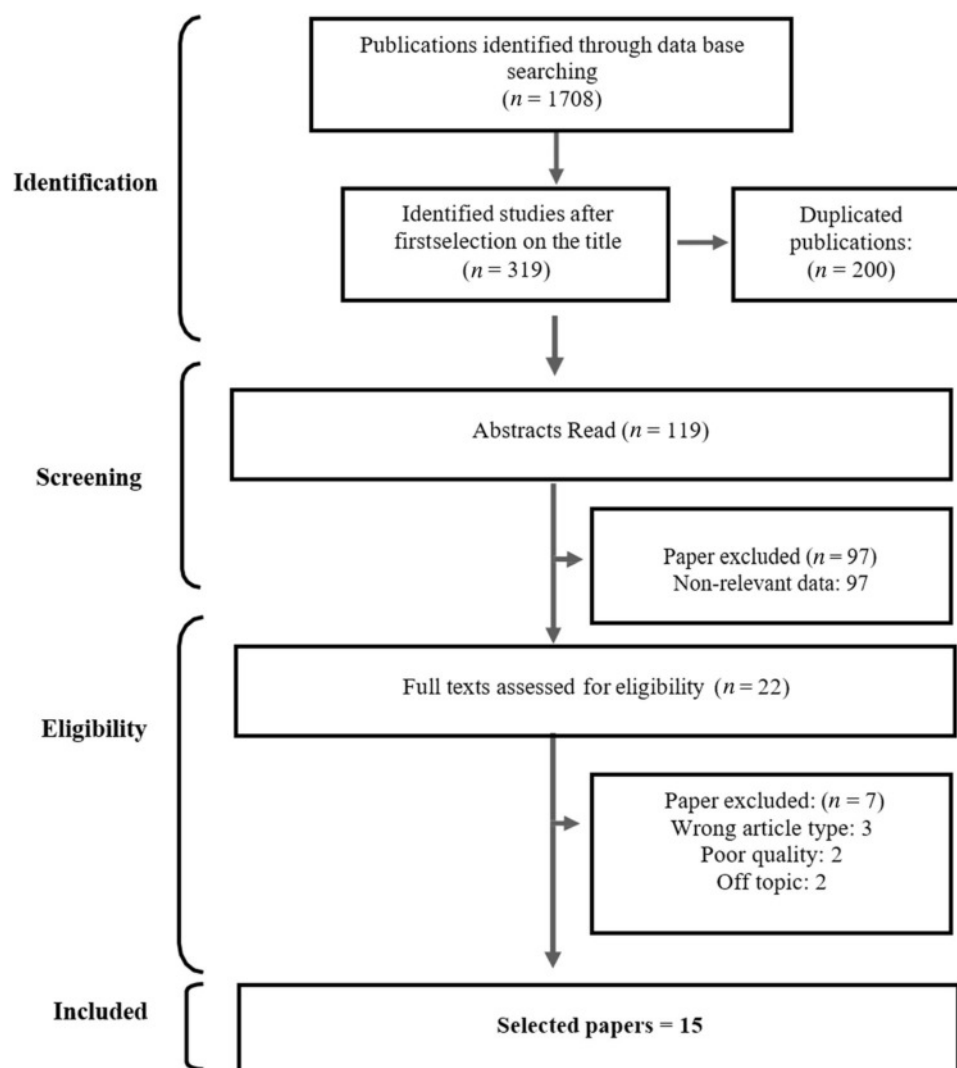 Publications identified through data base
searching
(n = 1708)
Identification
Identified studies after
firstselection on the title
(n = 319)
Duplicated
publications:
(n = 200)
Abstracts Read (n = 119)
Screening
Paper excluded (n = 97)
Non-relevant data: 97
Full texts assessed for eligibility (n = 22)
Eligibility
Paper excluded: (n = 7)
Wrong article type: 3
Poor quality: 2
Off topic: 2
Included
Selected papers = 15